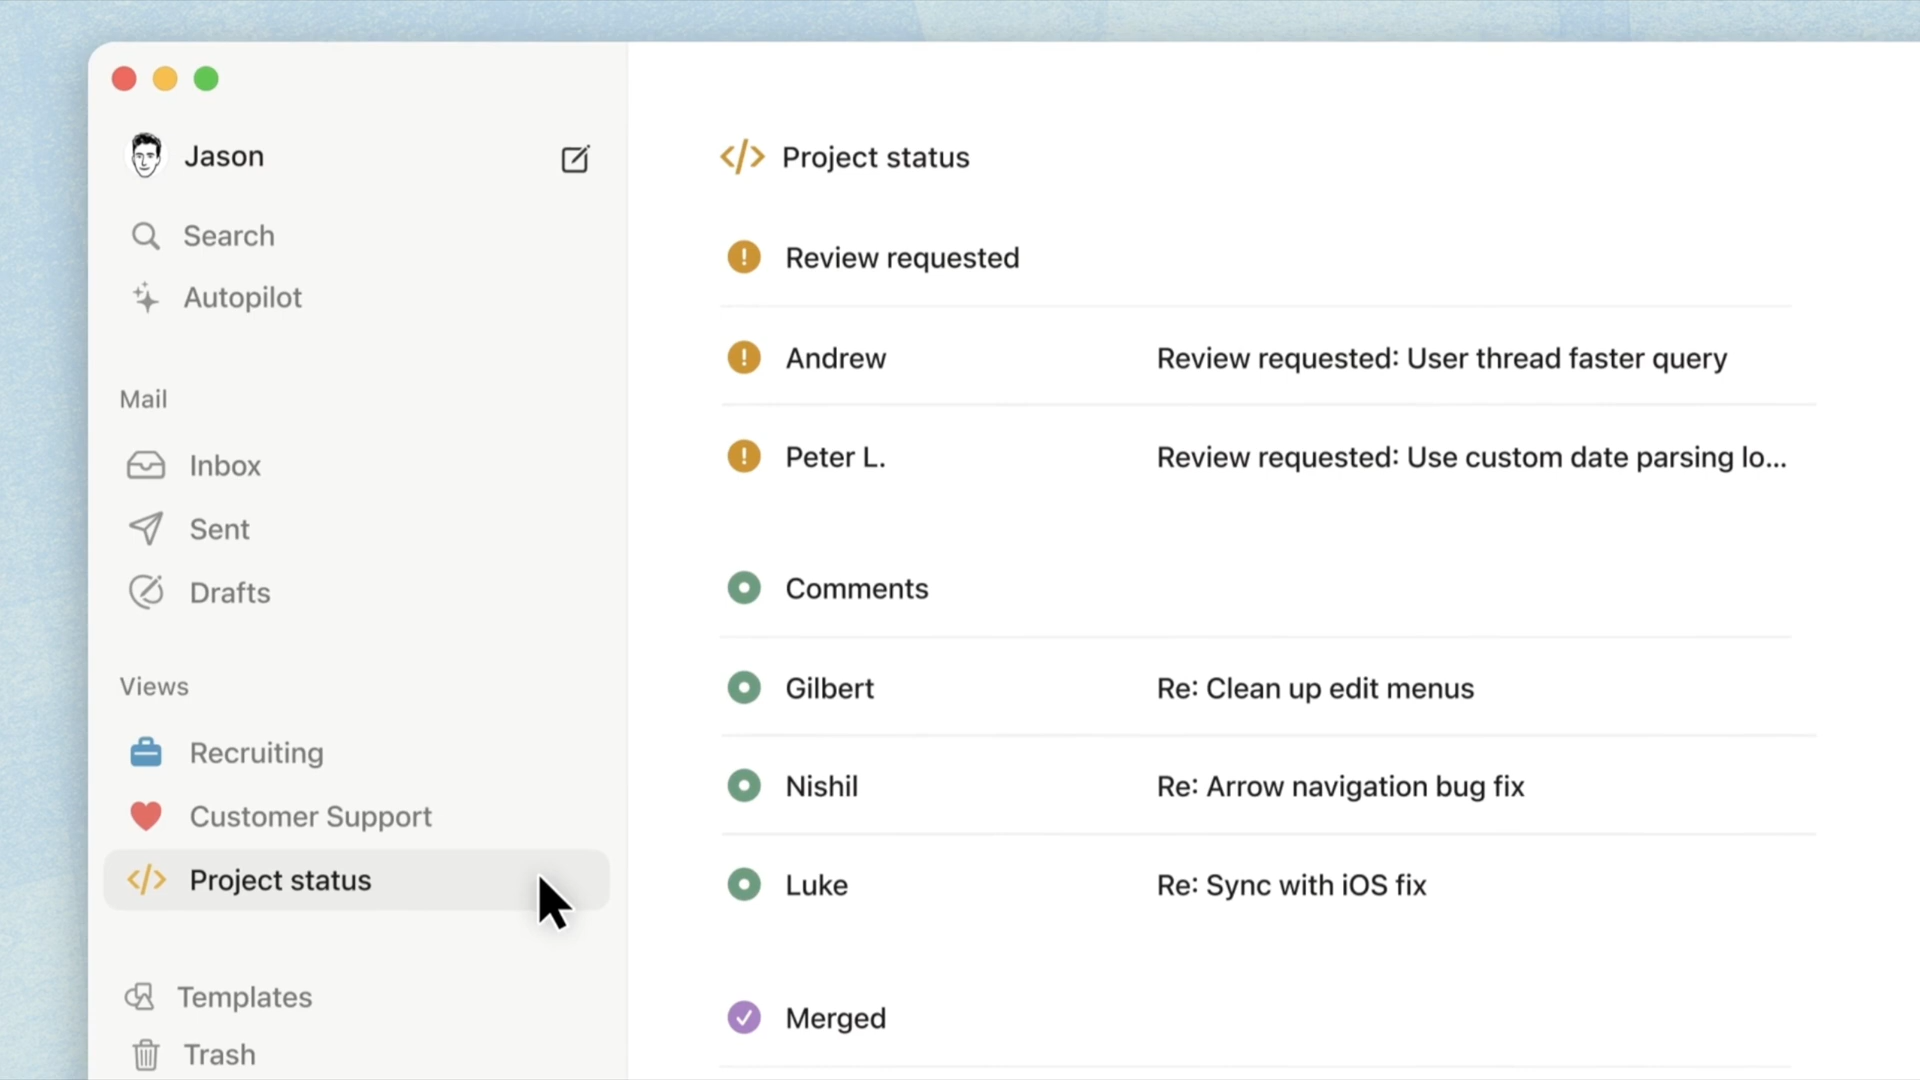 Jason
Search
Autopilot
Mail
Inbox
Sent
Drafts
Views
Recruiting
Customer Support
Project status
Templates
Trash
Project status
Review requested
Andrew Review requested: User thread faster query
Peter L. Review requested: Use custom date parsing lo...
Comments
Gilbert Re: Clean up edit menus
Nishil Re: Arrow navigation bug fix
Luke Re: Sync with iOS fix
Merged